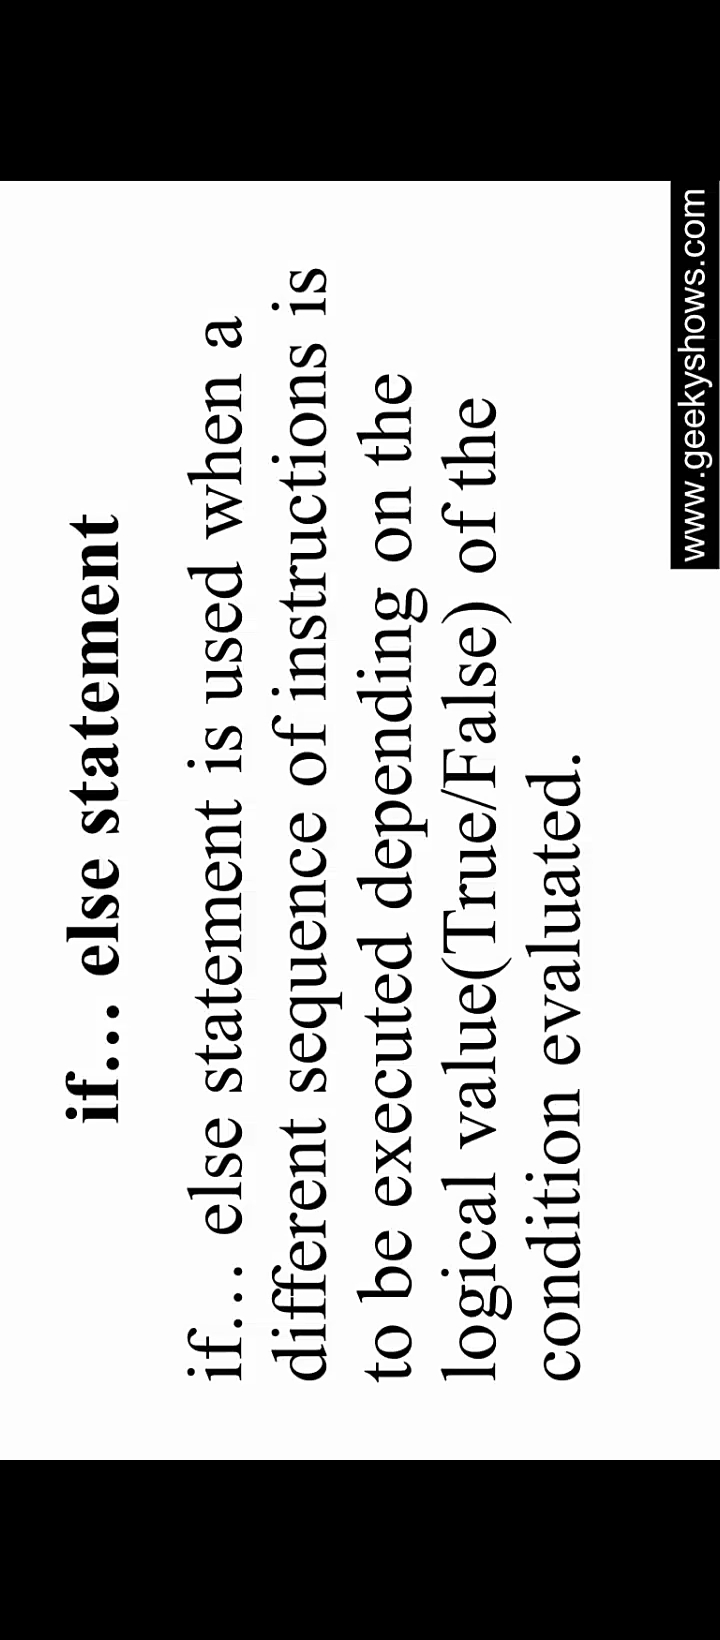 www.geekyshows.com
if... else statement
if... else statement is used when a
different sequence of instructions is
to be executed depending on the
logical value(True/False) of the
condition evaluated.